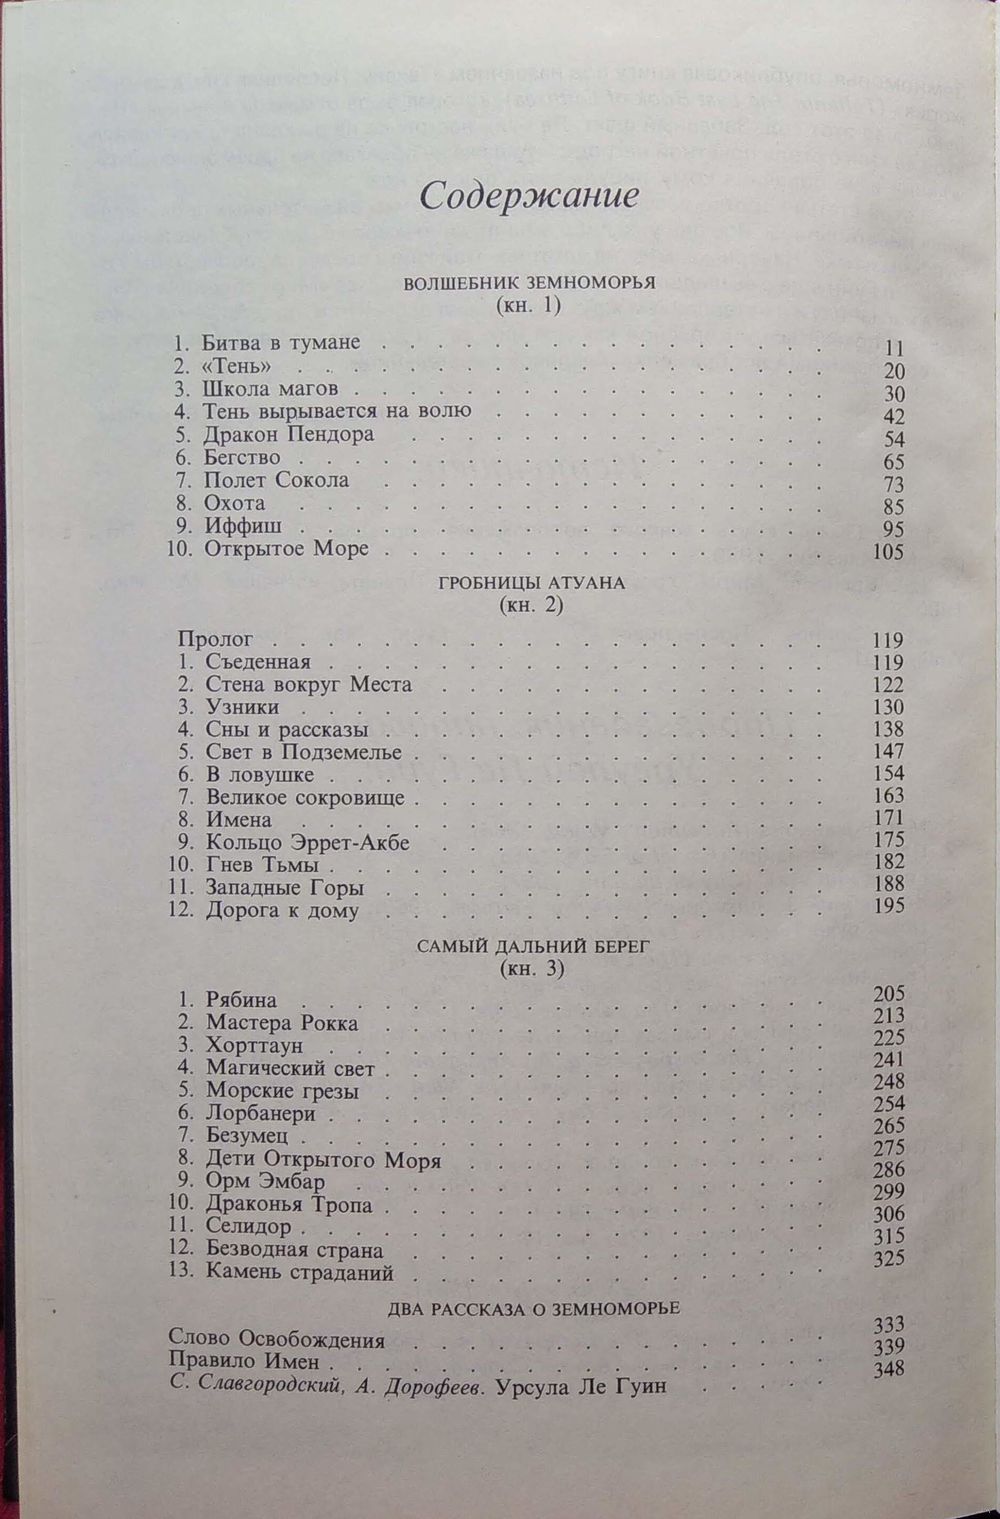 Содержание
ВОЛШЕБНИК ЗЕМНОМОРЬЯ
(кн. 1)
1. Битва в тумане . . . . . . . . . . . . . . . . 11
2. «Тень» . . . . . . . . . . . . . . . . . . . 20
3. Школа магов . . . . . . . . . . . . . . . . . 30
4. Тень вырывается на волю . . . . . . . . . . . . 42
5. Дракон Пендора . . . . . . . . . . . . . . . 54
6. Бегство . . . . . . . . . . . . . . . . . . . 65
7. Полет Сокола . . . . . . . . . . . . . . . . 73
8. Охота . . . . . . . . . . . . . . . . . . . 85
9. Иффиш . . . . . . . . . . . . . . . . . . . 95
10. Открытое Море . . . . . . . . . . . . . . . . 105
ГРОБНИЦЫ АТУАНА
(кн. 2)
Пролог . . . . . . . . . . . . . . . . . . . . 119
1. Съеденная . . . . . . . . . . . . . . . . . . 119
2. Стена вокруг Места . . . . . . . . . . . . . . 122
3. Узники . . . . . . . . . . . . . . . . . . . 130
4. Сны и рассказы . . . . . . . . . . . . . . . . 138
5. Свет в Подземелье . . . . . . . . . . . . . . . 147
6. В ловушке . . . . . . . . . . . . . . . . . . 154
7. Великое сокровище . . . . . . . . . . . . . . . 163
8. Имена . . . . . . . . . . . . . . . . . . . 171
9. Кольцо Эррет-Акбе . . . . . . . . . . . . . . 175
10. Гнев Тьмы . . . . . . . . . . . . . . . . . . 182
11. Западные Горы . . . . . . . . . . . . . . . . 188
12. Дорога к дому . . . . . . . . . . . . . . . . 195
САМЫЙ ДАЛЬНИЙ БЕРЕГ
(кн. 3)
1. Рябина . . . . . . . . . . . . . . . . . . . 205
2. Мастера Рокка . . . . . . . . . . . . . . . . 213
3. Хорттаун . . . . . . . . . . . . . . . . . . 225
4. Магический свет . . . . . . . . . . . . . . . . 241
5. Морские грезы . . . . . . . . . . . . . . . . 248
6. Лорбанери . . . . . . . . . . . . . . . . . . 254
7. Безумец . . . . . . . . . . . . . . . . . . . 265
8. Дети Открытого Моря . . . . . . . . . . . . . 275
9. Орм Эмбар . . . . . . . . . . . . . . . . . 286
10. Драконья Тропа . . . . . . . . . . . . . . . . 299
11. Селидор . . . . . . . . . . . . . . . . . . . 306
12. Безводная страна . . . . . . . . . . . . . . . 315
13. Камень страданий . . . . . . . . . . . . . . . 325
ДВА РАССКАЗА О ЗЕМНОМОРЬЕ
Слово Освобождения . . . . . . . . . . . . . . . 333
Правило Имен . . . . . . . . . . . . . . . . . . 339
С. Славгородский, А. Дорофеев. Урсула Ле Гуин . . . . . 348